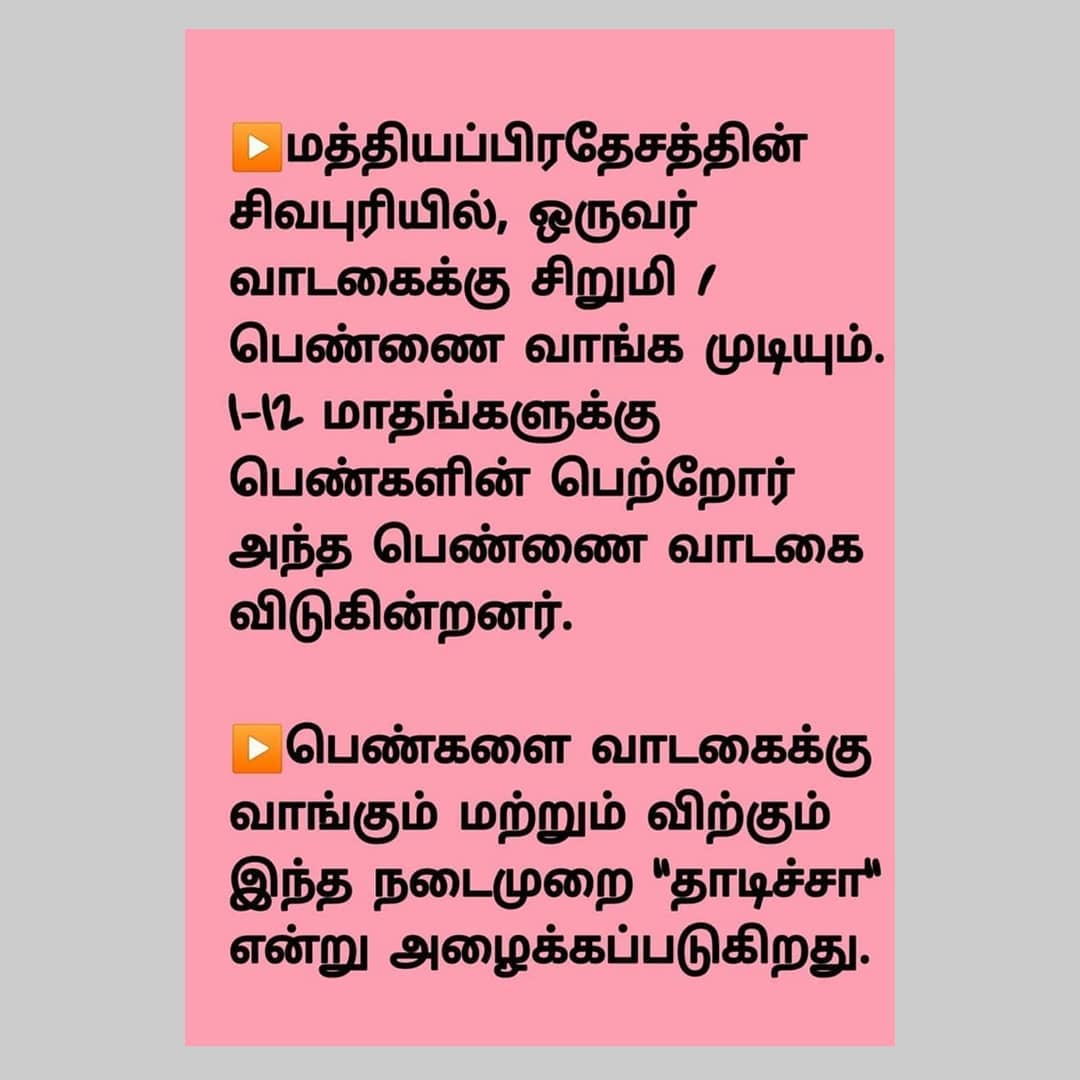 ▶️மத்தியப்பிரதேசத்தின்
சிவபுரியில், ஒருவர்
வாடகைக்கு சிறுமி /
பெண்ணை வாங்க முடியும்.
1-12 மாதங்களுக்கு
பெண்களின் பெற்றோர்
அந்த பெண்ணை வாடகை
விடுகின்றனர்.
▶️பெண்களை வாடகைக்கு
வாங்கும் மற்றும் விற்கும்
இந்த நடைமுறை "தாடிச்சா"
என்று அழைக்கப்படுகிறது.